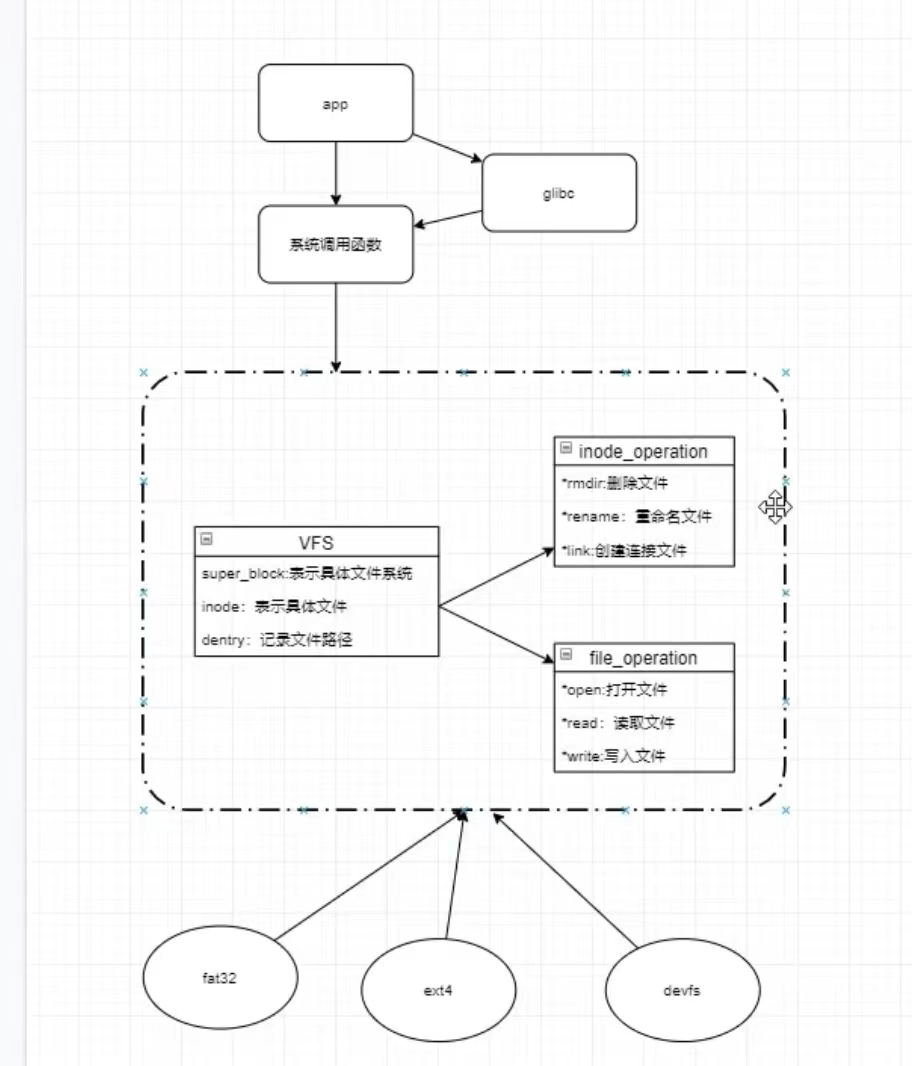 app
glibc
系统调用函数
inode_operation
*rmdir:删除文件
*rename：重命名文件
*link:创建连接文件
VFS
super_block:表示具体文件系统
inode：表示具体文件
dentry：记录文件路径
file_operation
*open:打开文件
*read：读取文件
*write:写入文件
fat32
ext4
devfs